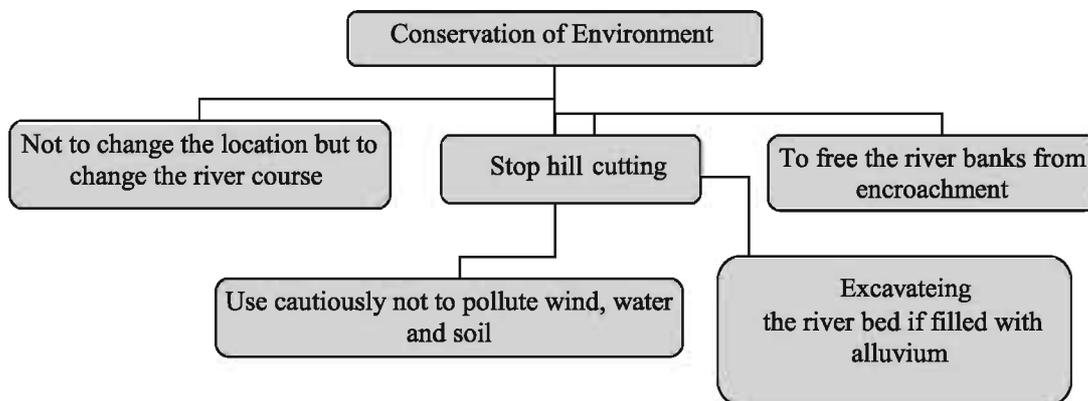 Conservation of Environment
Not to change the location but to
change the river course
Stop hill cutting
To free the river banks from
encroachment
Use cautiously not to pollute wind, water
and soil
Excavateing
the river bed if filled with
alluvium